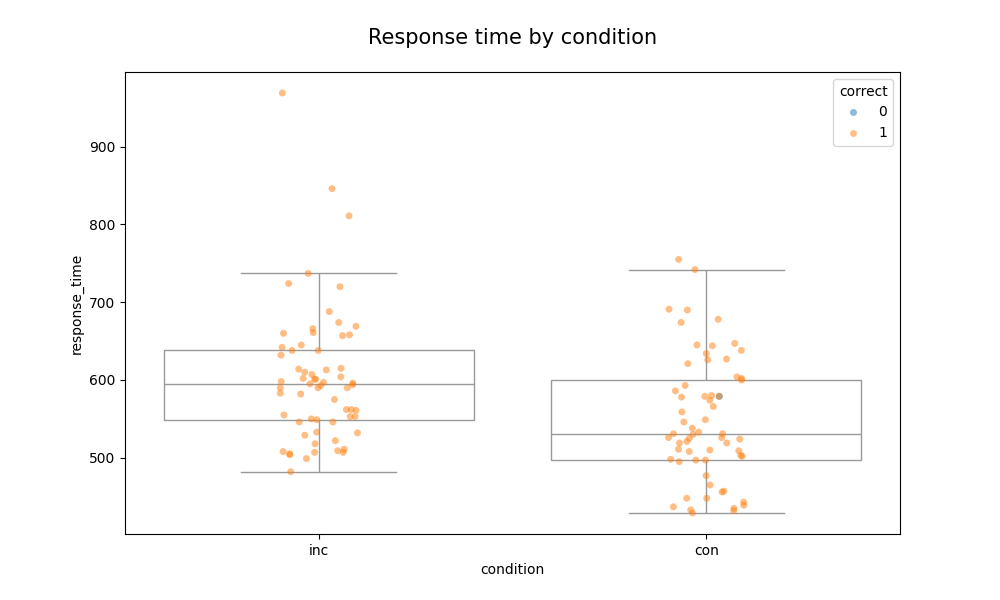 Response time by condition
correct
0
1
900
800
700
600
500
response_time
inc
con
condition